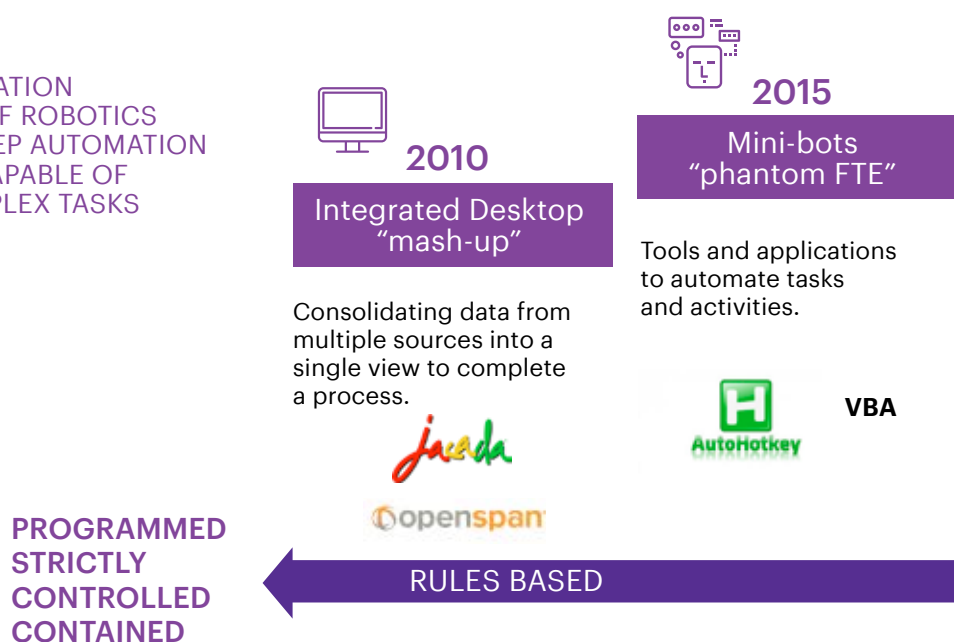 ATION
F ROBOTICS
EP AUTOMATION
APABLE OF
PLEX TASKS
2010
Integrated Desktop
“mash-up”
Consolidating data from
multiple sources into a
single view to complete
a process.
jacada
openspan
2015
Mini-bots
“phantom FTE”
Tools and applications
to automate tasks
and activities.
H
AutoHotkey
VBA
PROGRAMMED
STRICTLY
CONTROLLED
CONTAINED
RULES BASED